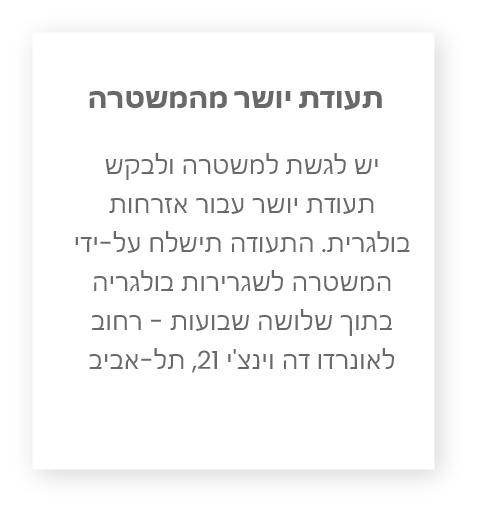 תעודת יושר מהמשטרה
יש לגשת למשטרה ולבקש
תעודת יושר עבור אזרחות
בולגרית. התעודה תישלח על-ידי
המשטרה לשגרירות בולגריה
בתוך שלושה שבועות - רחוב
לאונרדו דה וינצ'י 21, תל-אביב